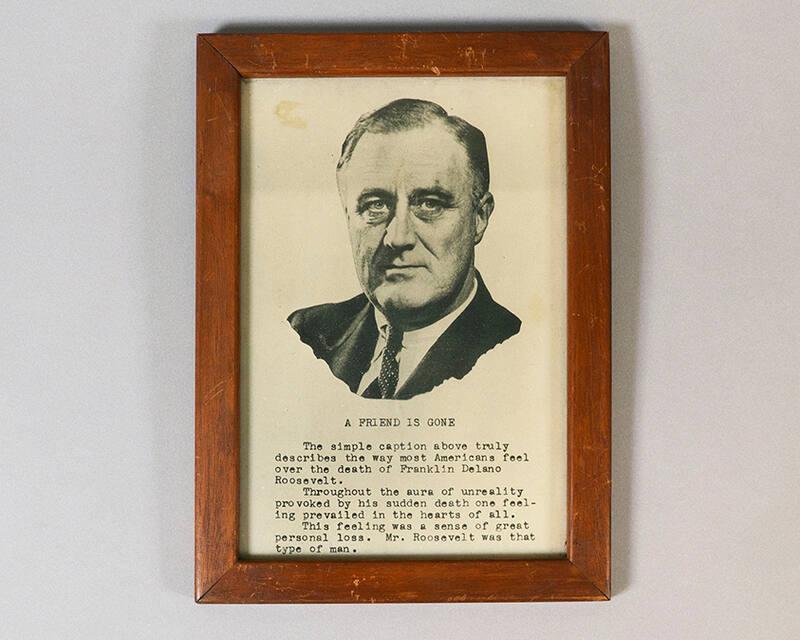 A FRIEND IS GONE
The simple caption above truly
describes the way most Americans feel
over the death of Franklin Delano
Roosevelt.
Throughout the aura of unreality
provoked by his sudden death one feel-
ing prevailed in the hearts of all.
This feeling was a sense of great
personal loss. Mr. Roosevelt was that
type of man.